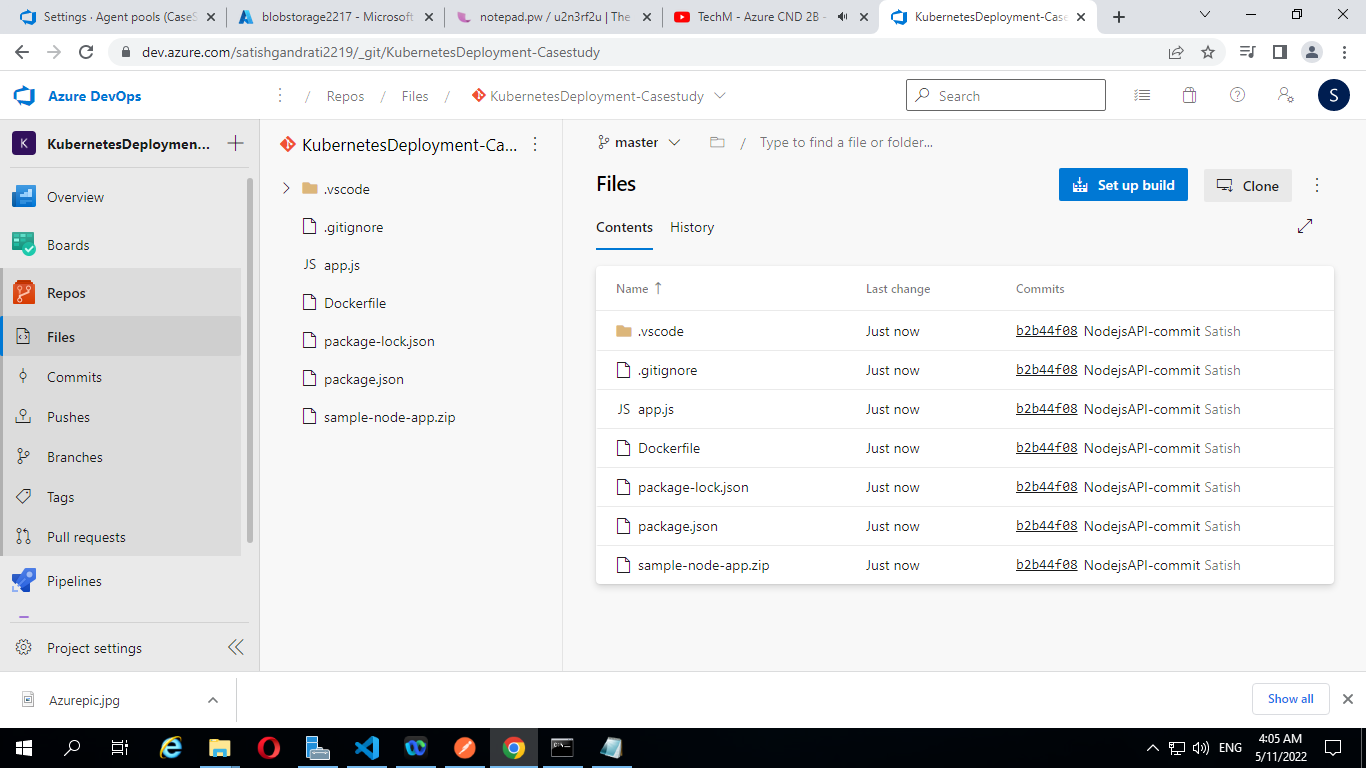 Settings - Agent pools (CaseS
blobstorage2217 - Microsoft
notepad.pw / u2n3rf2u | The
TechM - Azure CND 2B -
KubernetesDeployment-Case
dev.azure.com/satishgandrati2219/_git/KubernetesDeployment-Casestudy
Azure DevOps
/ Repos / Files / KubernetesDeployment-Casestudy
Search
S
K KubernetesDeploymen...
Overview
Boards
Repos
Files
Commits
Pushes
Branches
Tags
Pull requests
Pipelines
Project settings
KubernetesDeployment-Ca...
.vscode
.gitignore
JS app.js
Dockerfile
package-lock.json
package.json
sample-node-app.zip
master / Type to find a file or folder...
Files
Set up build
Clone
Contents History
Name Last change Commits
.vscode Just now b2b44f08 NodejsAPI-commit Satish
.gitignore Just now b2b44f08 NodejsAPI-commit Satish
JS app.js Just now b2b44f08 NodejsAPI-commit Satish
Dockerfile Just now b2b44f08 NodejsAPI-commit Satish
package-lock.json Just now b2b44f08 NodejsAPI-commit Satish
package.json Just now b2b44f08 NodejsAPI-commit Satish
sample-node-app.zip Just now b2b44f08 NodejsAPI-commit Satish
Azurepic.jpg
Show all
ENG
4:05 AM
5/11/2022